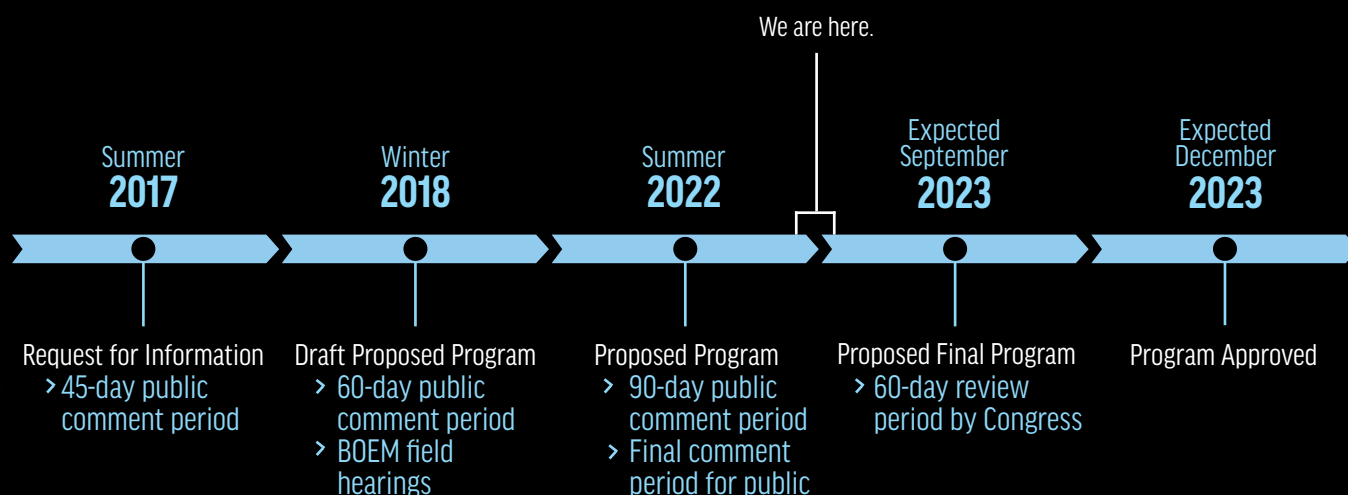 We are here.
Summer
2017
Winter
2018
Summer
2022
Expected
September
2023
Expected
December
2023
Request for Information
> 45-day public
comment period
Draft Proposed Program
> 60-day public
comment period
> BOEM field
hearings
Proposed Program
> 90-day public
comment period
> Final comment
period for public
Proposed Final Program
> 60-day review
period by Congress
Program Approved